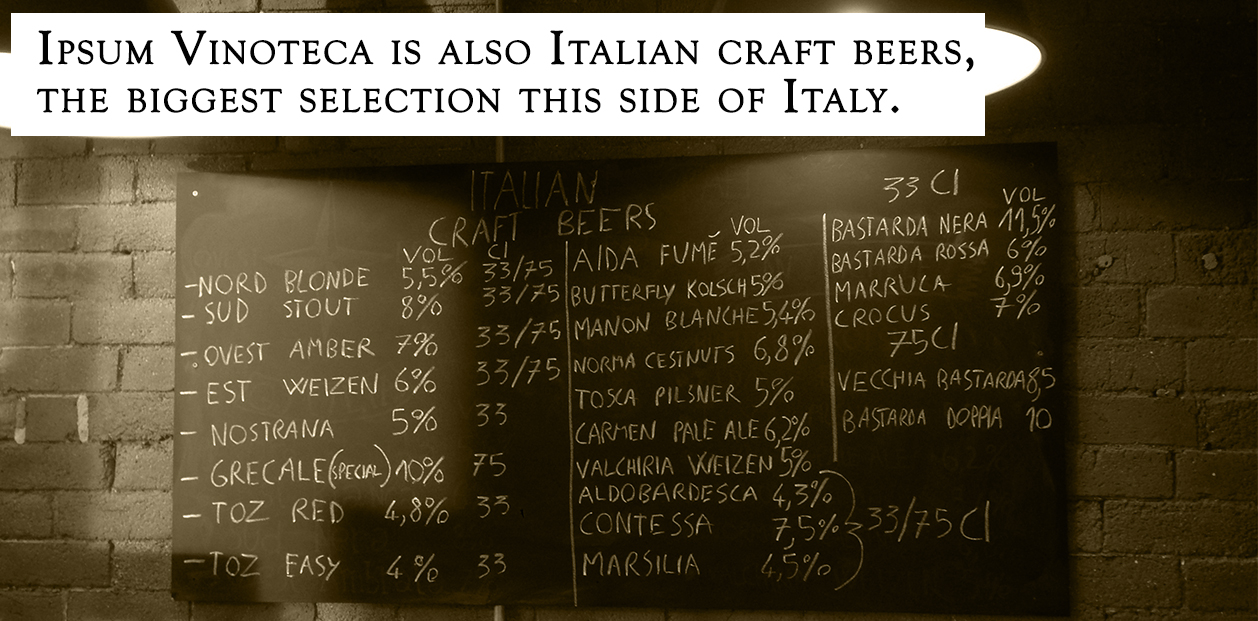 IPSUM VINOTECA IS ALSO ITALIAN CRAFT BEERS,
THE BIGGEST SELECTION THIS SIDE OF ITALY.
ITALIAN
CRAFT BEERS
VOL CI
-NORD BLONDE 5,5% 33/75
- SUD STOUT 8% 33/75
- OVEST AMBER 7% 33/75
- EST WEIZEN 6% 33/75
- NOSTRANA 5% 33
- GRECALE(SPECIAL) 10% 75
- TOZ RED 4,8% 33
- TOZ EASY 4% 33
VOL
AIDA FUMÉ 5,2%
BUTTERFLY KOLSCH 5%
MANON BLANCHE 5,4%
NORMA CESTNUTS 6,8%
TOSCA PILSNER 5%
CARMEN PALE ALE 6,2%
VALCHIRIA WEIZEN 5%
ALDOBARDESCA 4,3%
CONTESSA 7,5% 33/75 CI
MARSILIA 4,5%
33 CI
VOL
BASTARDA NERA 11,5%
BASTARDA ROSSA 6%
MARRUCA 6,9%
CROCUS 7%
75 CI
VECCHIA BASTARDA 8,5
BASTARDA DOPPIA 10